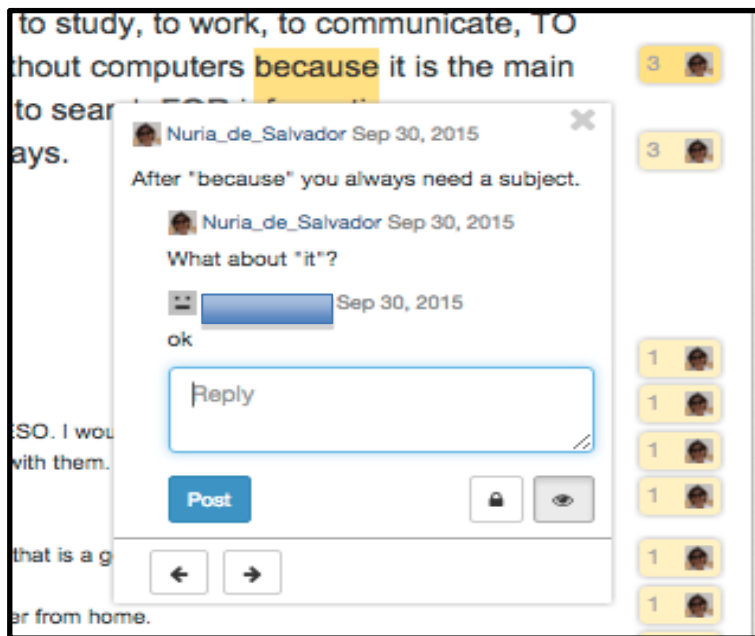 to study, to work, to communicate, TO
thout computers because it is the main
3
to sear
ays.
3
Nuria_de_Salvador Sep 30, 2015
After "because" you always need a subject.
Nuria_de_Salvador Sep 30, 2015
What about "it"?
Sep 30, 2015
ok
Reply
1
1
ESO. I wou
1
with them.
Post
1
that is a g
1
1
er from home.